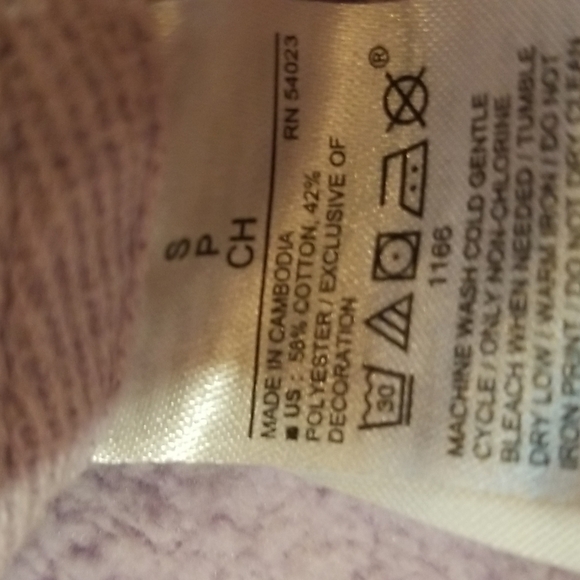 S
P
CH
RN 54023
MADE IN CAMBODIA
US : 58% COTTON, 42%
POLYESTER / EXCLUSIVE OF
DECORATION
30
®
1166
MACHINE WASH COLD GENTLE
CYCLE / ONLY NON-CHLORINE
BLEACH WHEN NEEDED / TUMBLE
DRY LOW / WARM IRON / DO NOT
IRON PRINT / DO NOT DRY CLEAN